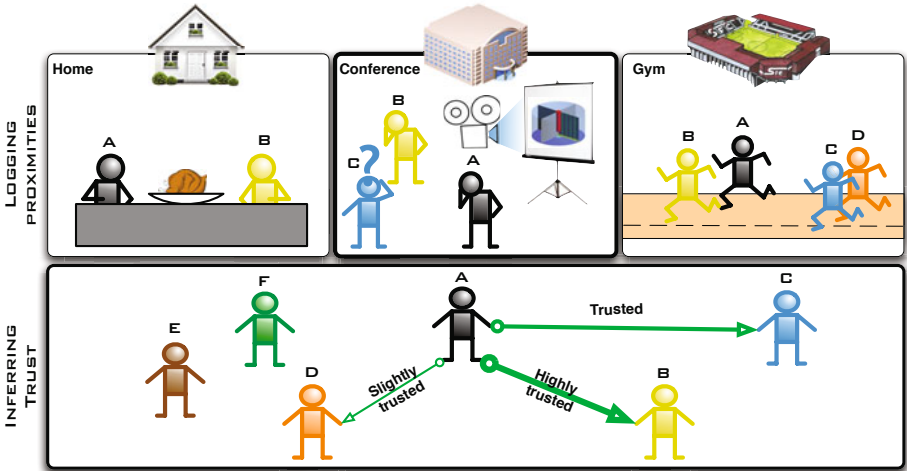 Home
Conference
Gym
LOGGING
PROXIMITIES
A
B
B
C
?
A
B
A
C
D
INFERRING
TRUST
A
F
E
D
B
C
Trusted
Slightly
trusted
Highly
trusted